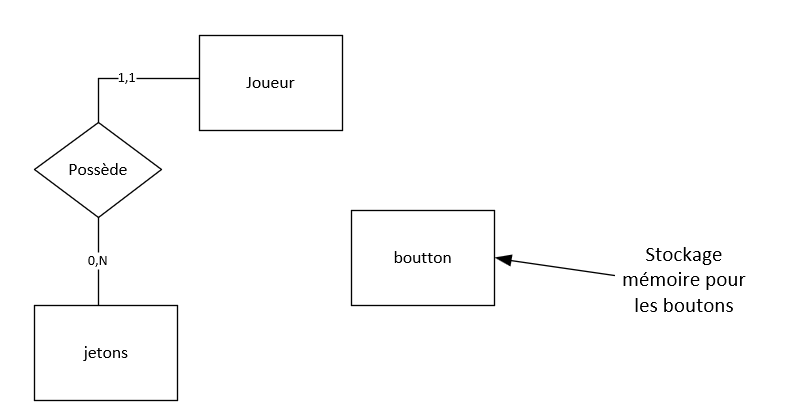 1,1
Joueur
Possède
0,N
jetons
boutton
Stockage
mémoire pour
les boutons